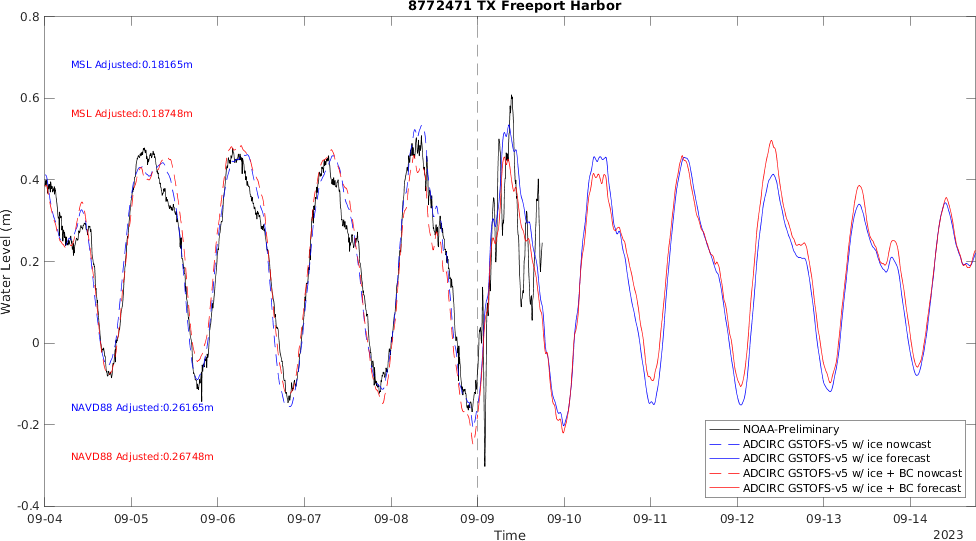 8772471 TX Freeport Harbor
0.8
0.6
0.4
0.2
0
-0.2
-0.4
Water Level (m)
MSL Adjusted:0.18165m
MSL Adjusted:0.18748m
NAVD88 Adjusted:0.26165m
NAVD88 Adjusted:0.26748m
NOAA-Preliminary
ADCIRC GSTOFS-v5 w/ ice nowcast
ADCIRC GSTOFS-v5 w/ ice forecast
ADCIRC GSTOFS-v5 w/ ice + BC nowcast
ADCIRC GSTOFS-v5 w/ ice + BC forecast
09-04 09-05 09-06 09-07 09-08 09-09 09-10 09-11 09-12 09-13 09-14
Time
2023